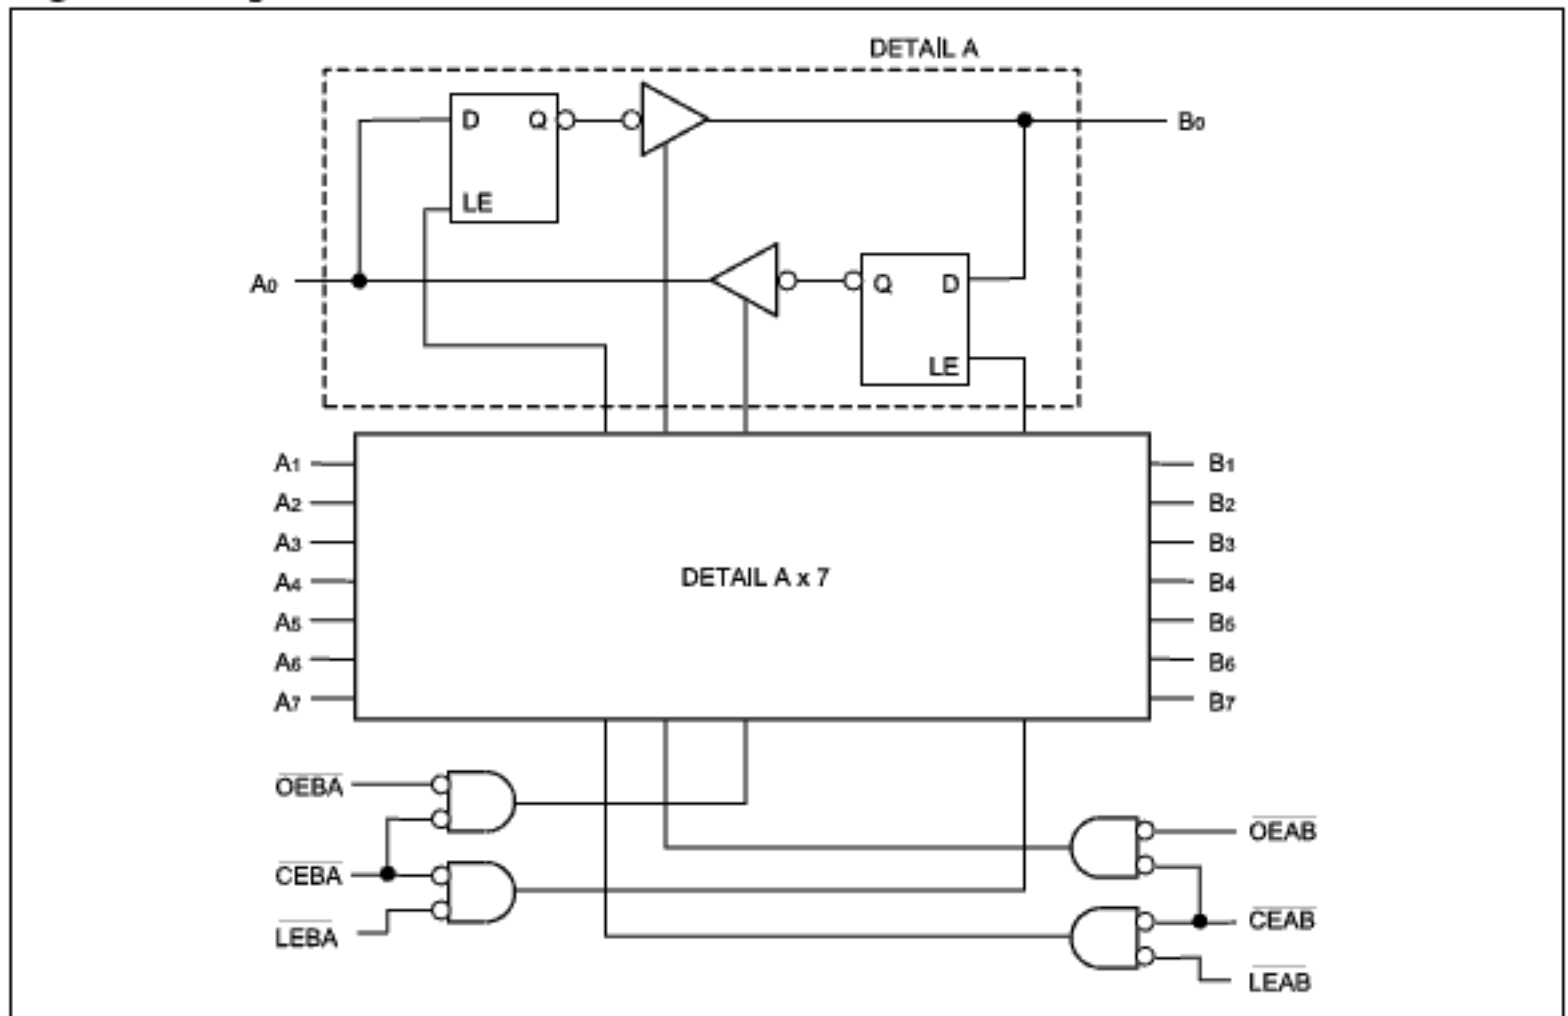 DETAIL A
D Q
LE
B0
A0
Q D
LE
A1 B1
A2 B2
A3 B3
A4 B4
DETAIL A x 7
A5 B5
A6 B6
A7 B7
OEBA
CEBA
LEBA
OEAB
CEAB
LEAB